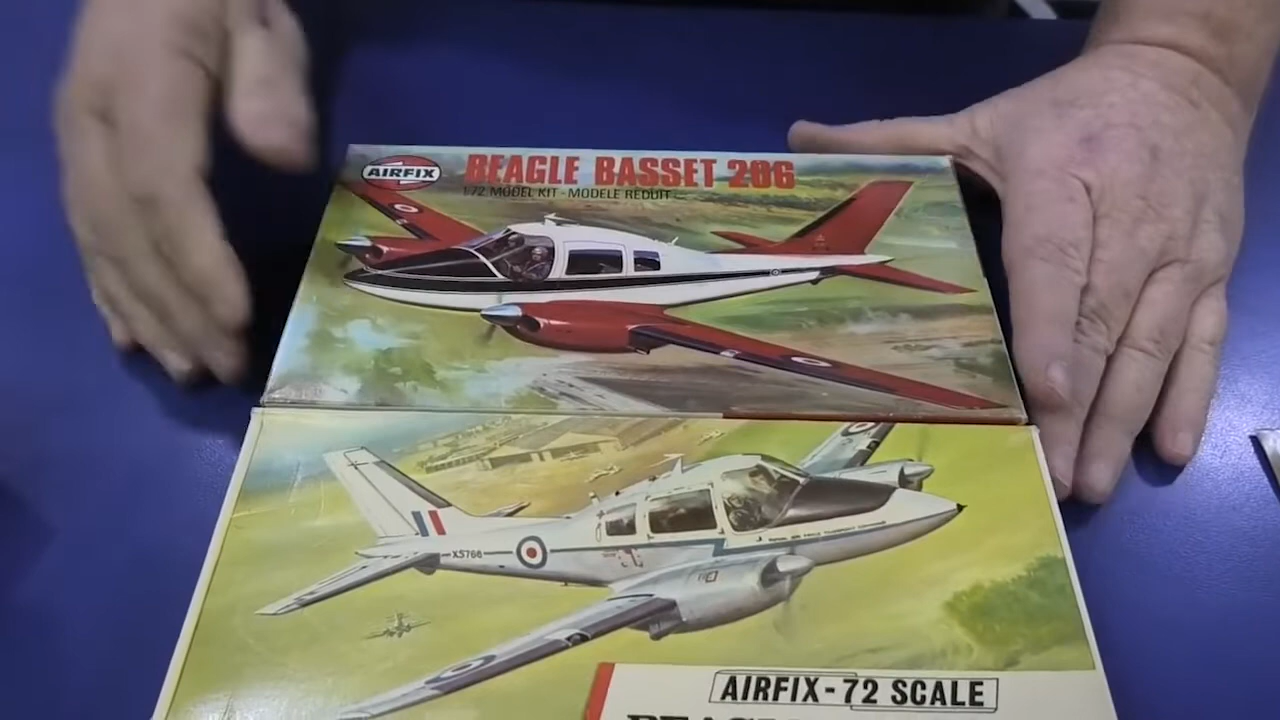 AIRFIX
BEAGLE BASSET 206
1:72 MODEL KIT - MODELE REDUIT
XS766
AIRFIX-72 SCALE